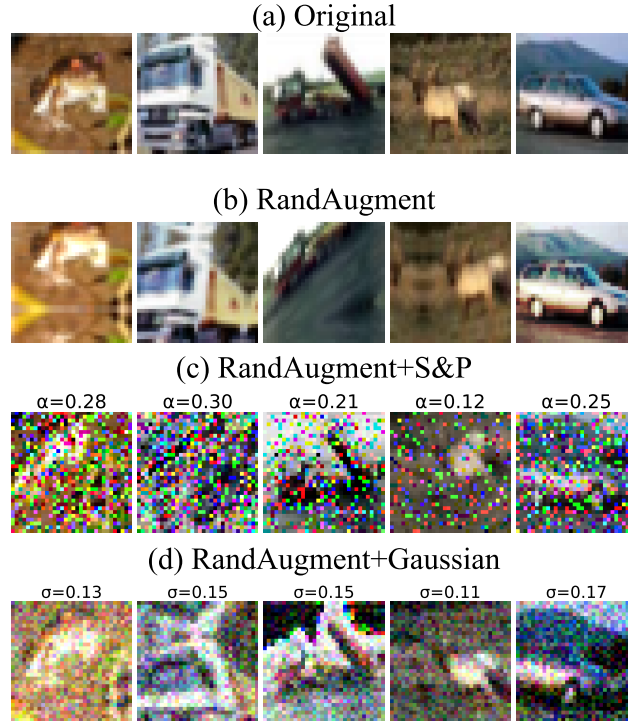 (a) Original
(b) RandAugment
(c) RandAugment+S&P
α=0.28 α=0.30 α=0.21 α=0.12 α=0.25
(d) RandAugment+Gaussian
σ=0.13 σ=0.15 σ=0.15 σ=0.11 σ=0.17